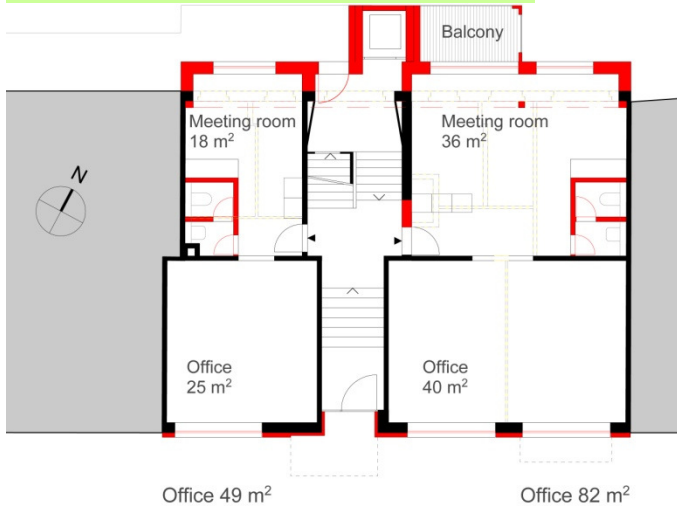 Balcony
Meeting room
18 m²
Meeting room
36 m²
N
Office
25 m²
Office
40 m²
Office 49 m²
Office 82 m²